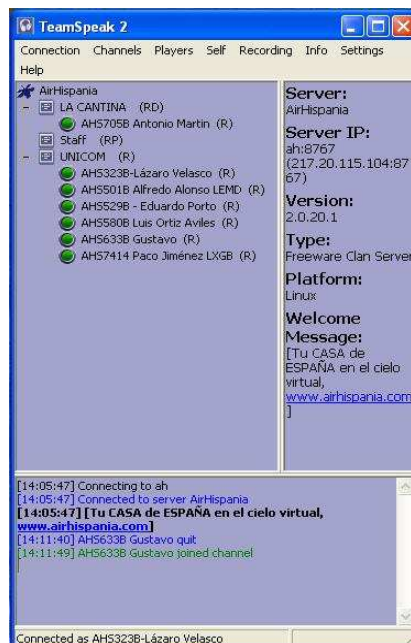 TeamSpeak 2
Connection Channels Players Self Recording Info Settings
Help
AirHispania
LA CANTINA (RD)
AHS705B Antonio Martin (R)
Staff (RP)
UNICOM (R)
AHS323B-Lázaro Velasco (R)
AHS501B Alfredo Alonso LEMD (R)
AHS529B - Eduardo Porto (R)
AHS580B Luis Ortiz Aviles (R)
AHS633B Gustavo (R)
AHS7414 Paco Jiménez LXGB (R)
Server:
AirHispania
Server IP:
ah:8767
(217.20.115.104:87
67)
Version:
2.0.20.1
Type:
Freeware Clan Server
Platform:
Linux
Welcome
Message:
[Tu CASA de
ESPAÑA en el cielo
virtual,
www.airhispania.com
]
[14:05:47] Connecting to ah
[14:05:47] Connected to server AirHispania
[14:05:47] [Tu CASA de ESPAÑA en el cielo virtual,
www.airhispania.com]
[14:11:40] AHS633B Gustavo quit
[14:11:49] AHS633B Gustavo joined channel
Connected as AHS323B-Lázaro Velasco